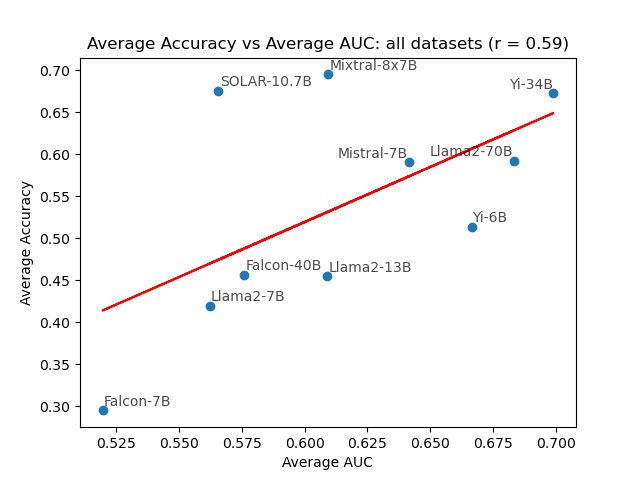 Average Accuracy vs Average AUC: all datasets (r = 0.59)
0.70
0.65
0.60
0.55
0.50
0.45
0.40
0.35
0.30
Average Accuracy
Mixtral-8x7B
SOLAR-10.7B
Yi-34B
Mistral-7B
Llama2-70B
Yi-6B
Falcon-40B
Llama2-13B
Llama2-7B
Falcon-7B
0.525
0.550
0.575
0.600
0.625
0.650
0.675
0.700
Average AUC